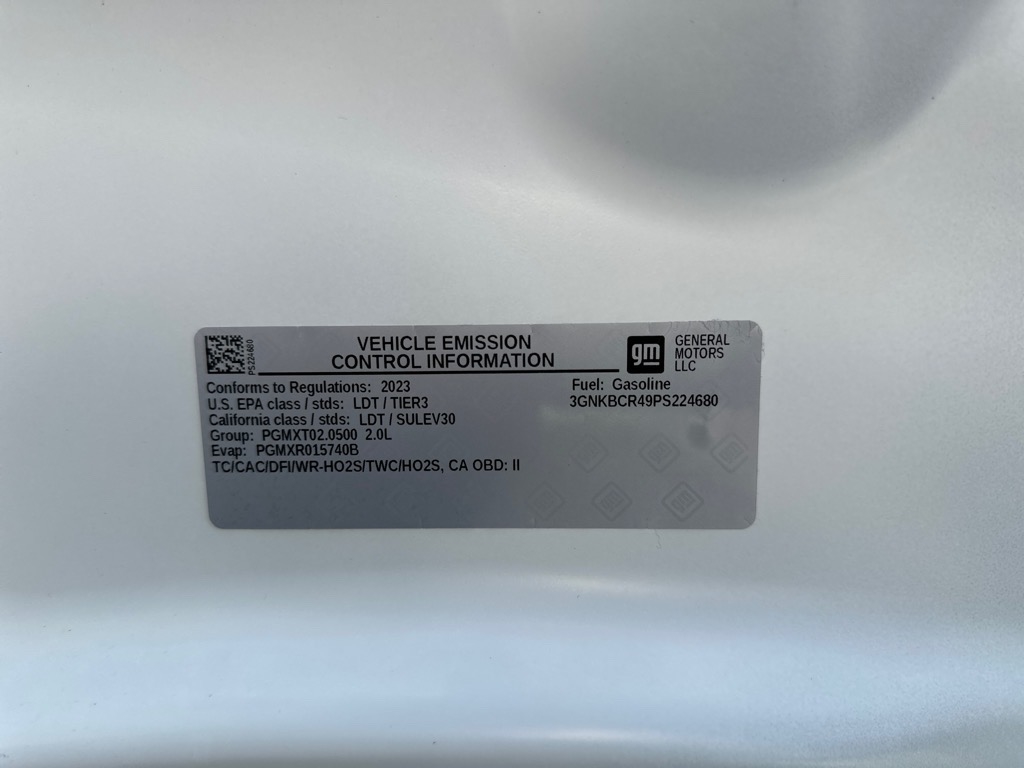 VEHICLE EMISSION
CONTROL INFORMATION
gm GENERAL
MOTORS
LLC
PS224680
Conforms to Regulations: 2023
Fuel: Gasoline
U.S. EPA class / stds: LDT / TIER3
3GNKBCR49PS224680
California class / stds: LDT / SULEV30
Group: PGMXT02.0500 2.0L
Evap: PGMXR015740B
TC/CAC/DFI/WR-HO2S/TWC/HO2S, CA OBD: II